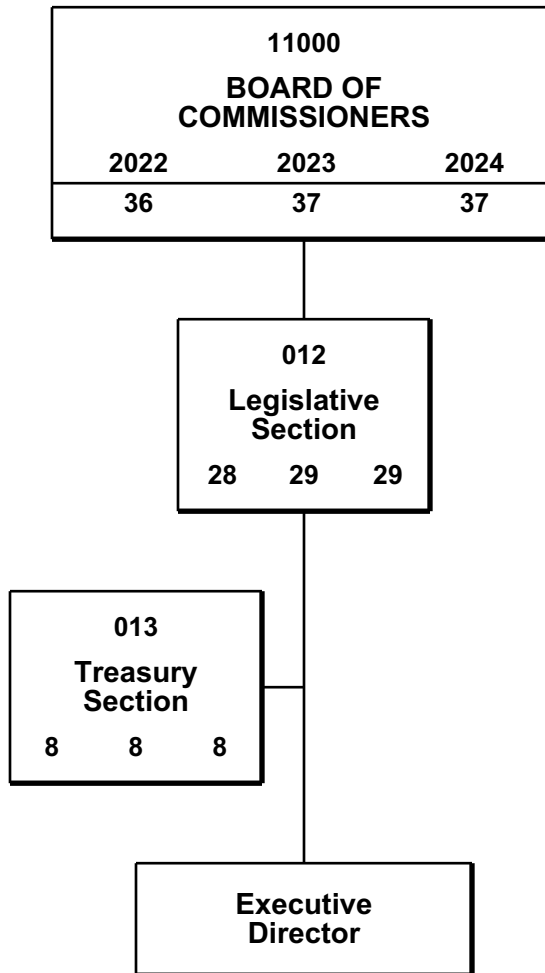 11000
BOARD OF
COMMISSIONERS
2022 2023 2024
36 37 37
012
Legislative
Section
28 29 29
013
Treasury
Section
8 8 8
Executive
Director